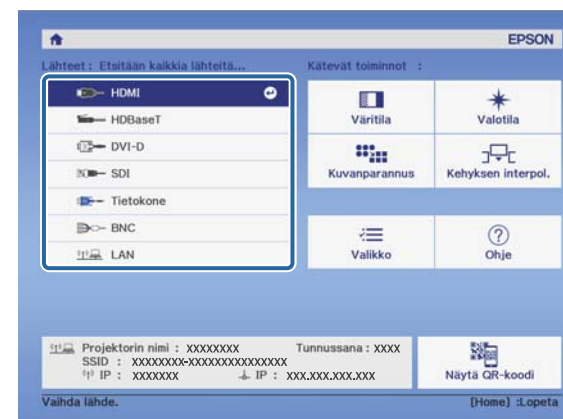 EPSON
Lähteet : Etsitään kaikkia lähteitä...
Kätevät toiminnot :
HDMI
HDBaseT
DVI-D
SDI
Tietokone
BNC
LAN
Väritila
Valotila
Kuvanparannus
Kehyksen interpol.
Valikko
Ohje
Projektorin nimi : XXXXXXXX Tunnussana : XXXX
SSID : XXXXXXXX-XXXXXXXXXXXXXXX
IP : XXXXXXX IP : XXX.XXX.XXX.XXX
Näytä QR-koodi
Vaihda lähde.
[Home] :Lopeta